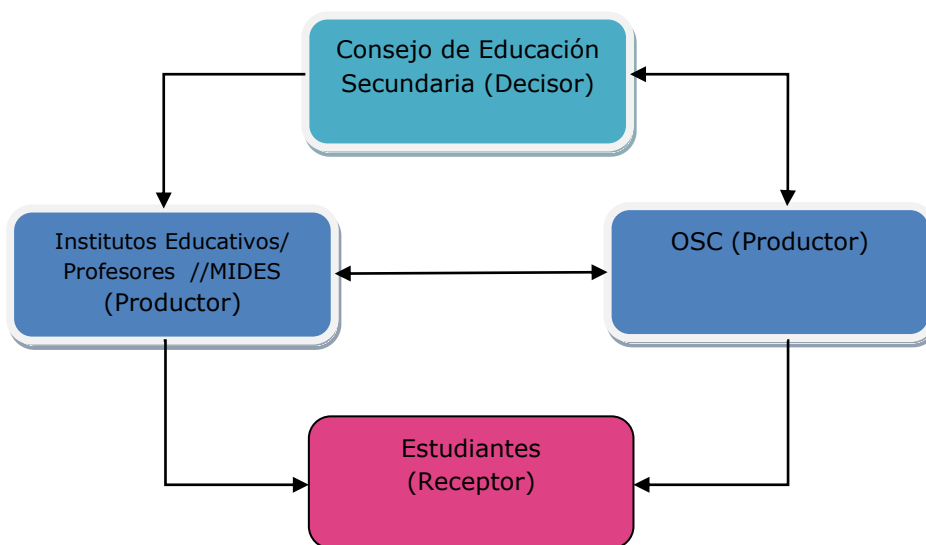 Consejo de Educación
Secundaria (Decisor)
Institutos Educativos/
Profesores //MIDES
(Productor)
OSC (Productor)
Estudiantes
(Receptor)